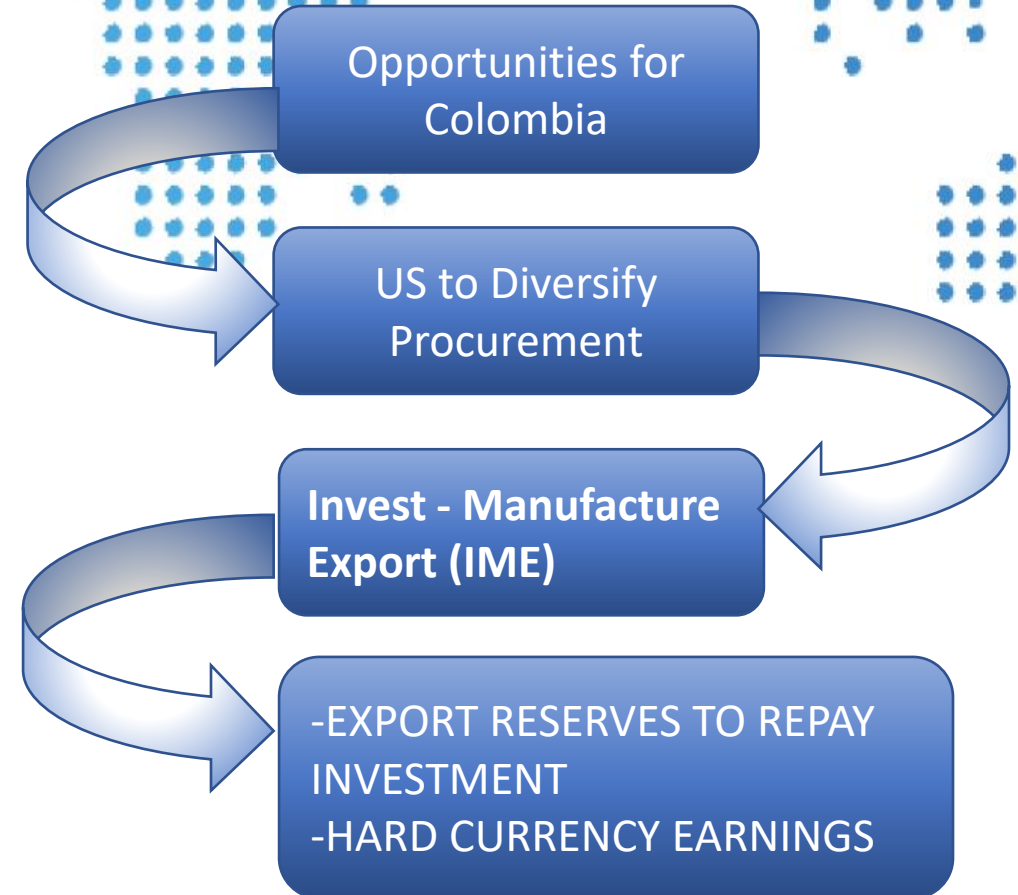 Opportunities for
Colombia
US to Diversify
Procurement
Invest - Manufacture
Export (IME)
-EXPORT RESERVES TO REPAY
INVESTMENT
-HARD CURRENCY EARNINGS